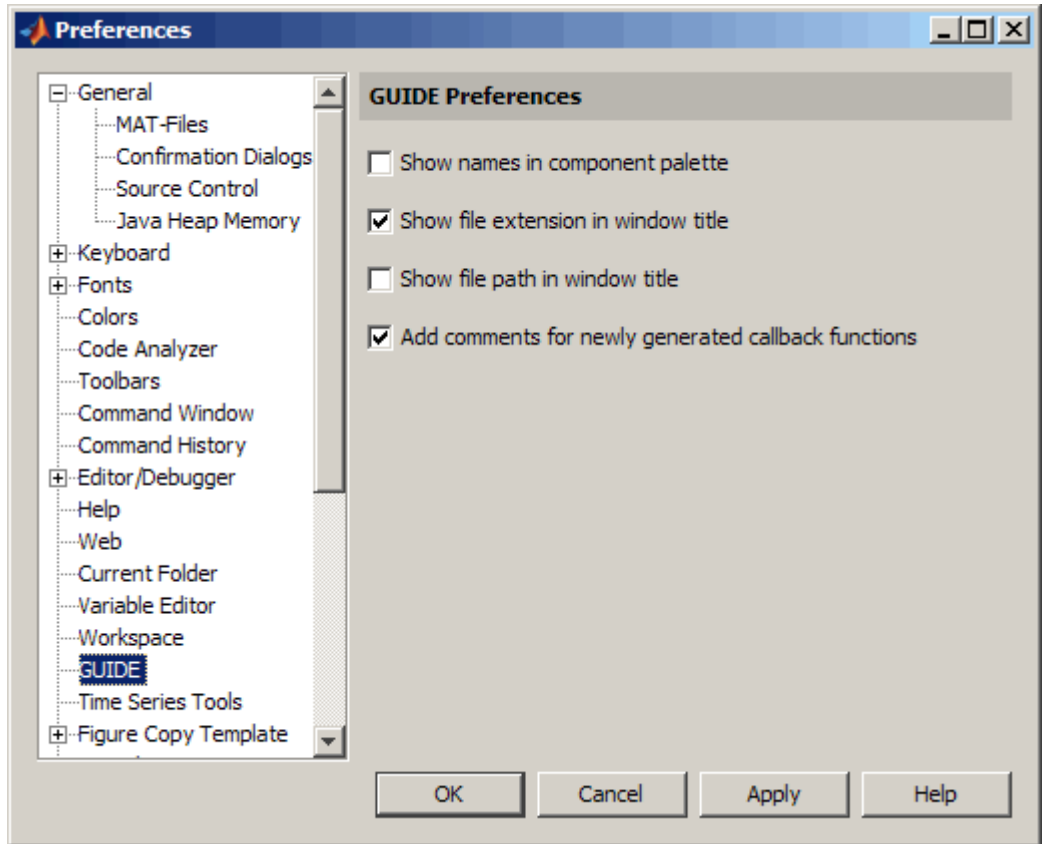 Preferences
General
MAT-Files
Confirmation Dialogs
Source Control
Java Heap Memory
Keyboard
Fonts
Colors
Code Analyzer
Toolbars
Command Window
Command History
Editor/Debugger
Help
Web
Current Folder
Variable Editor
Workspace
GUIDE
Time Series Tools
Figure Copy Template
GUIDE Preferences
Show names in component palette
Show file extension in window title
Show file path in window title
Add comments for newly generated callback functions
OK
Cancel
Apply
Help